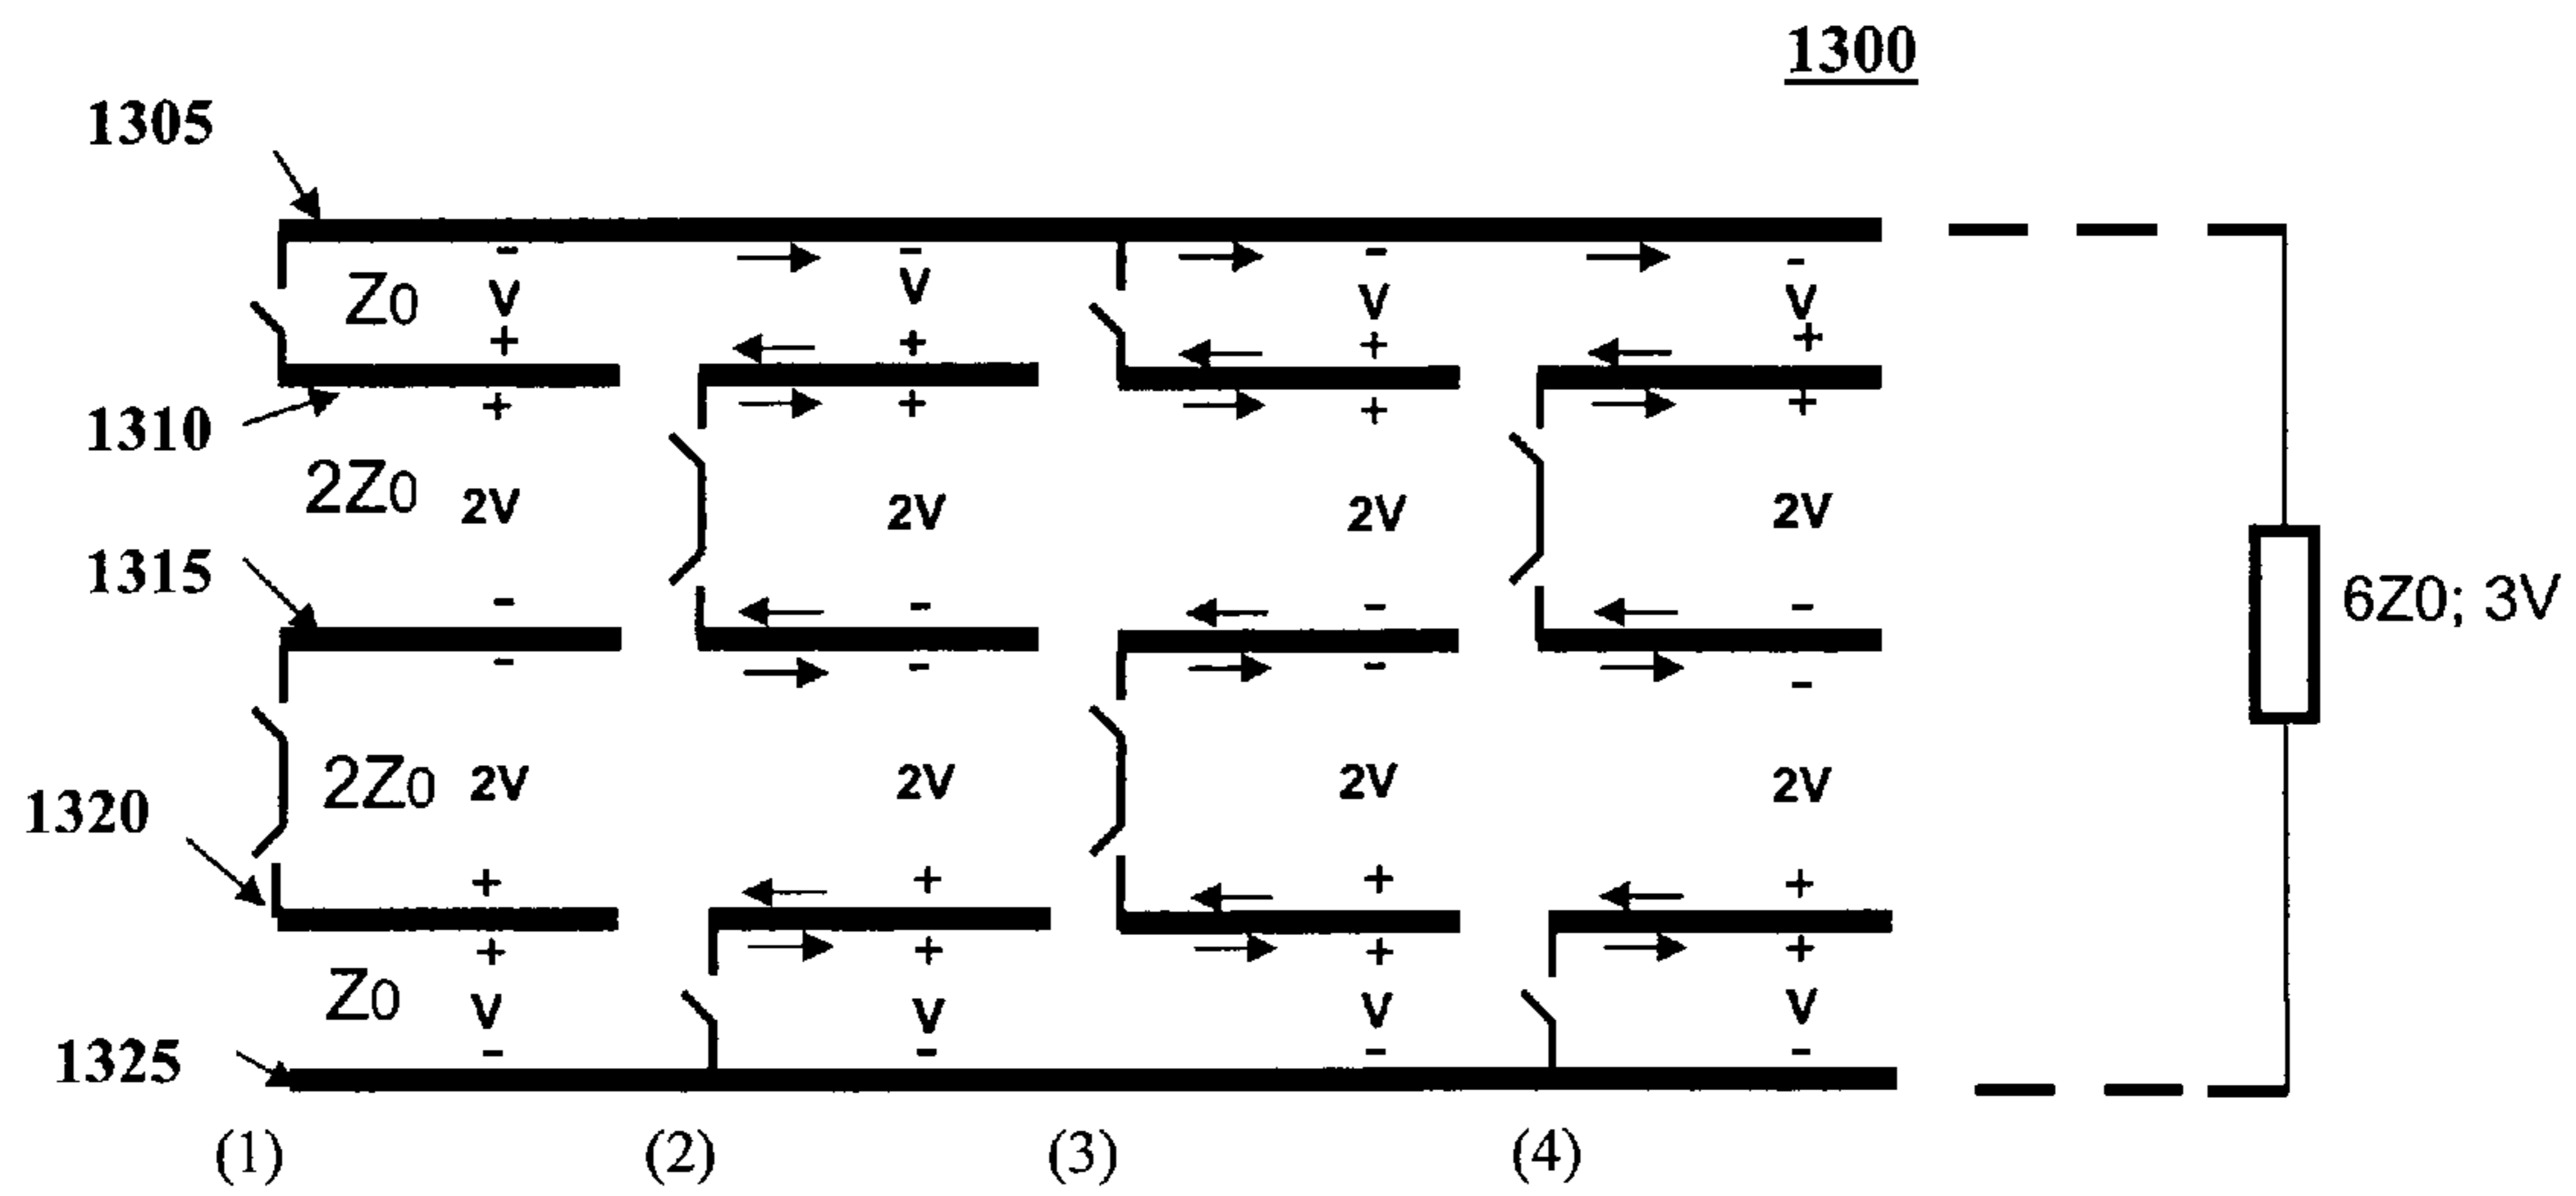 1300
1305
- - - -
Z0 V V V V
+ + + +
1310
+ + + +
2Z0 2V 2V 2V 2V
1315
- - - -
6Z0; 3V
- - - -
2Z0 2V 2V 2V 2V
1320
+ + + +
+ + + +
Z0 V V V V
1325
- - - -
(1) (2) (3) (4)